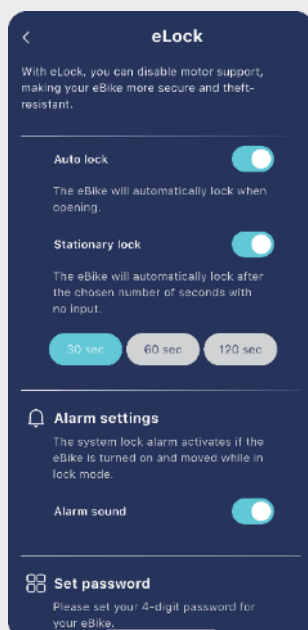 eLock
With eLock, you can disable motor support,
making your eBike more secure and theft-
resistant.
Auto lock
The eBike will automatically lock when
opening.
Stationary lock
The eBike will automatically lock after
the chosen number of seconds with
no input.
30 sec 60 sec 120 sec
Alarm settings
The system lock alarm activates if the
eBike is turned on and moved while in
lock mode.
Alarm sound
Set password
Please set your 4-digit password for
your eBike.